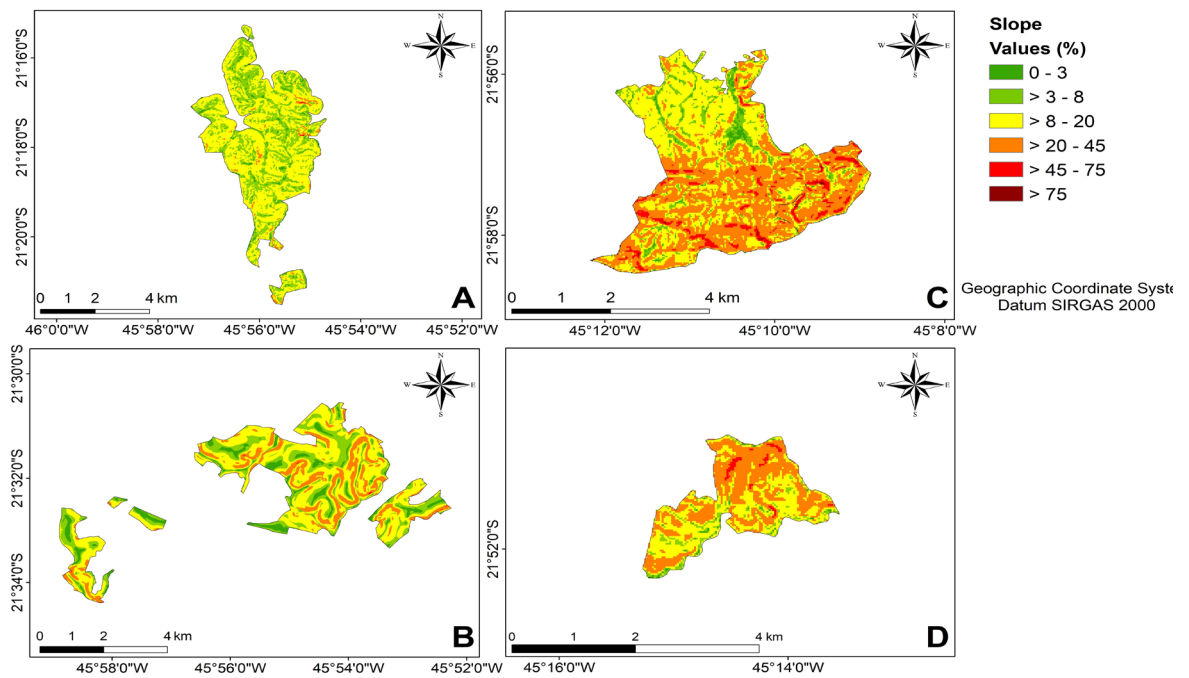 N
W E
S
21°16'0"S
21°18'0"S
21°20'0"S
0 1 2 4 km
A
46°0'0"W 45°58'0"W 45°56'0"W 45°54'0"W 45°52'0"W
N
W E
S
21°56'0"S
21°58'0"S
0 1 2 4 km
C
45°12'0"W 45°10'0"W 45°8'0"W
Slope
Values (%)
0 - 3
> 3 - 8
> 8 - 20
> 20 - 45
> 45 - 75
> 75
Geographic Coordinate Syste
Datum SIRGAS 2000
N
W E
S
21°30'0"S
21°32'0"S
21°34'0"S
0 1 2 4 km
B
45°58'0"W 45°56'0"W 45°54'0"W 45°52'0"W
N
W E
S
21°52'0"S
0 1 2 4 km
D
45°16'0"W 45°14'0"W